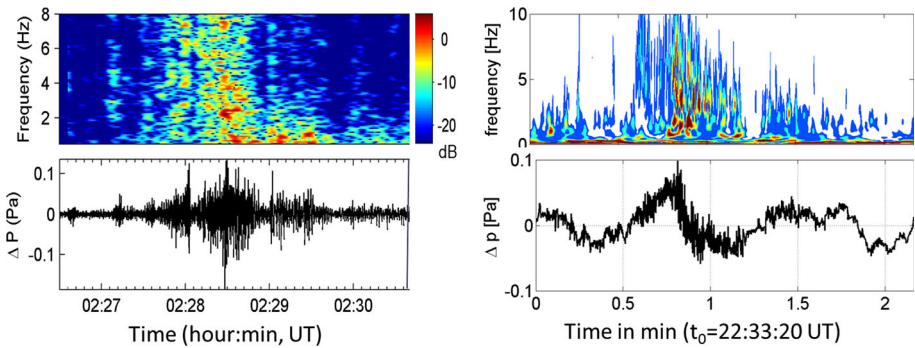 8
6
4
2
Frequency (Hz)
0
-10
-20
dB
0.1
0
-0.1
Δ P (Pa)
02:27 02:28 02:29 02:30
Time (hour:min, UT)
10
5
0
frequency [Hz]
0.1
0
-0.1
Δ p [Pa]
0 0.5 1 1.5 2
Time in min (t₀=22:33:20 UT)